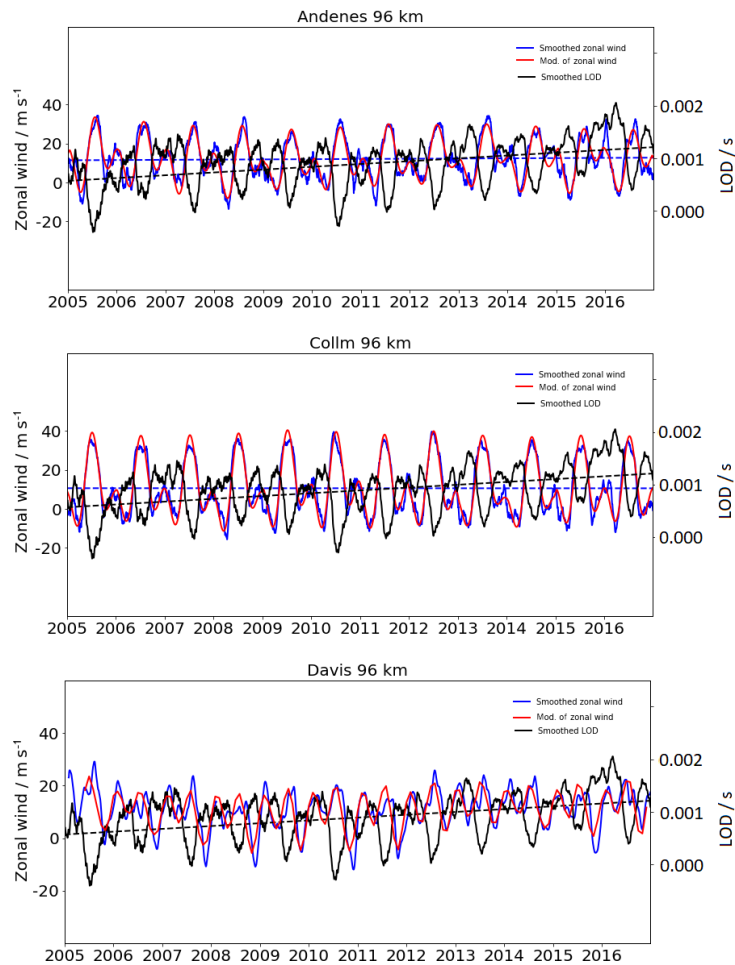 Andenes 96 km
Smoothed zonal wind
Mod. of zonal wind
Smoothed LOD
Zonal wind / m s⁻¹
40
20
0
-20
0.002
0.001
0.000
LOD / s
2005 2006 2007 2008 2009 2010 2011 2012 2013 2014 2015 2016
Collm 96 km
Smoothed zonal wind
Mod. of zonal wind
Smoothed LOD
Zonal wind / m s⁻¹
40
20
0
-20
0.002
0.001
0.000
LOD / s
2005 2006 2007 2008 2009 2010 2011 2012 2013 2014 2015 2016
Davis 96 km
Smoothed zonal wind
Mod. of zonal wind
Smoothed LOD
Zonal wind / m s⁻¹
60
40
20
0
-20
0.002
0.001
0.000
LOD / s
2005 2006 2007 2008 2009 2010 2011 2012 2013 2014 2015 2016